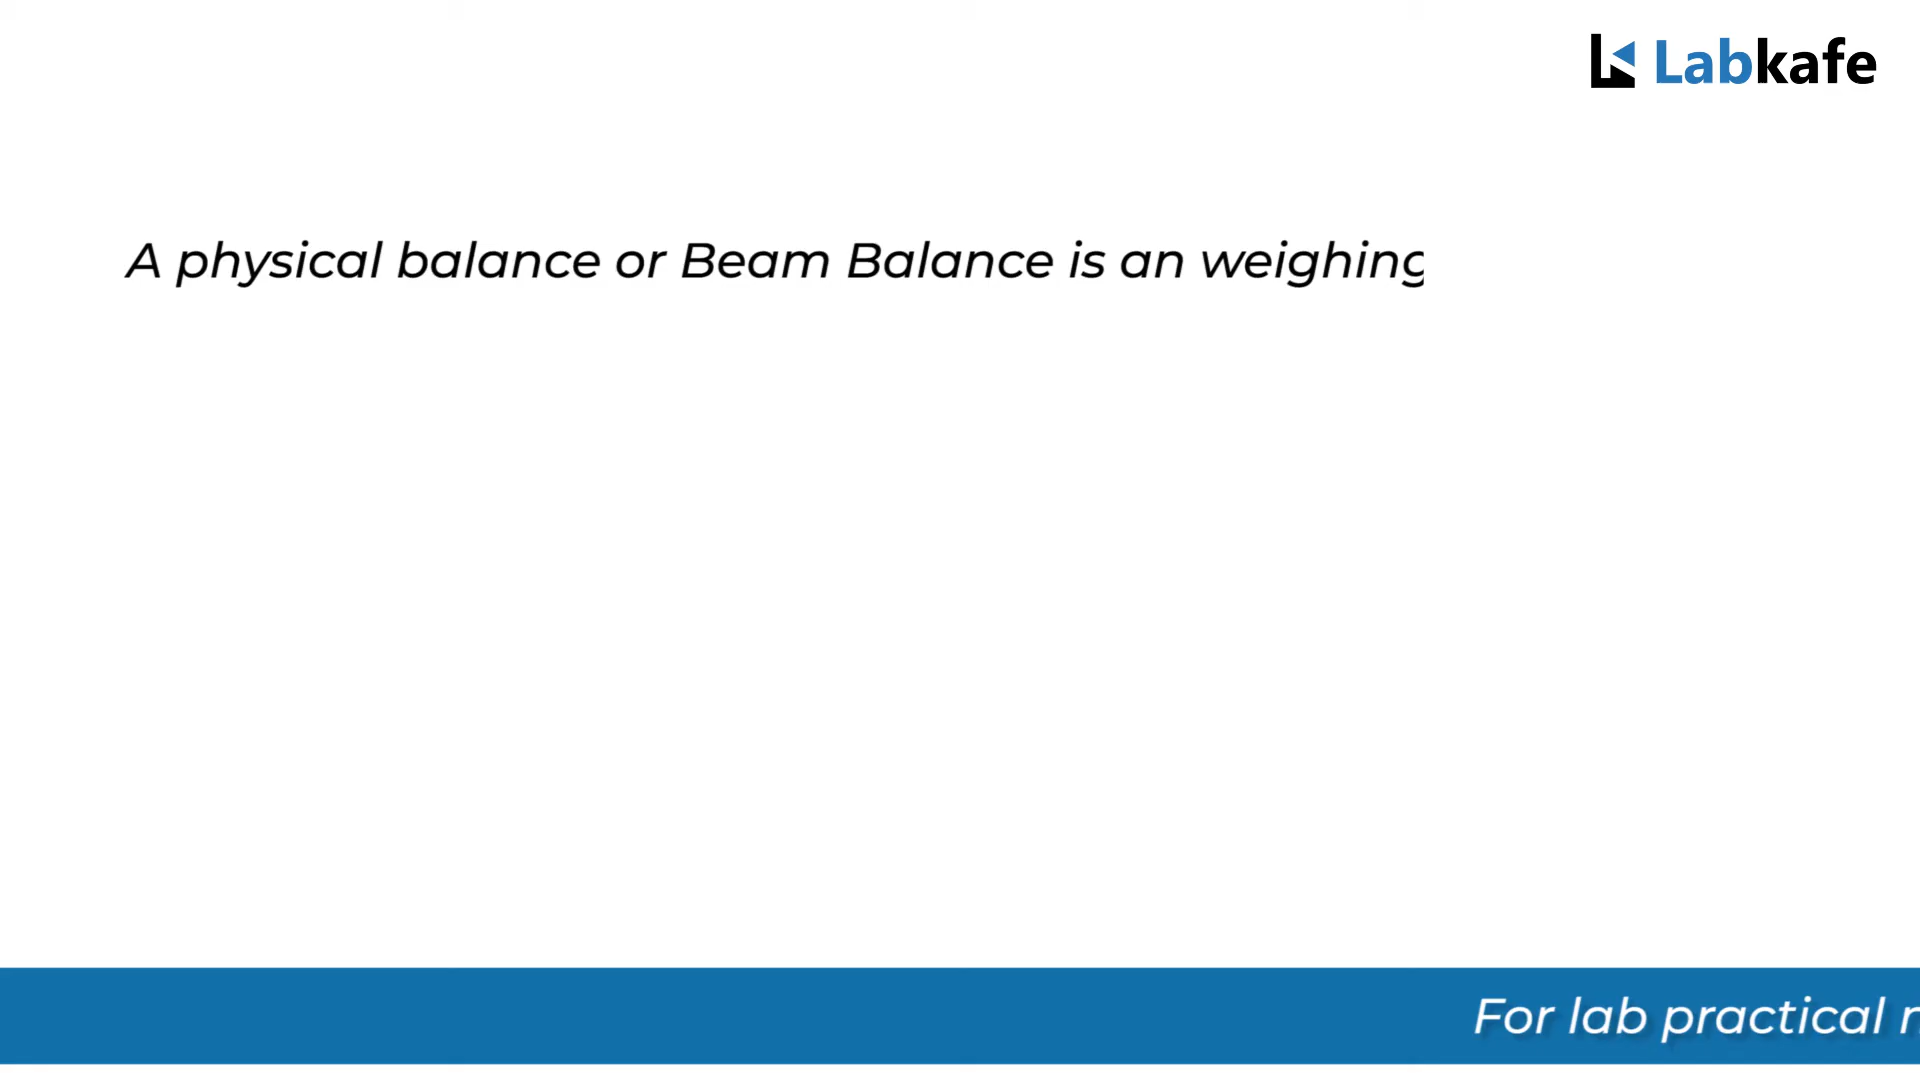 Labkafe
A physical balance or Beam Balance is an weighing
For lab practical